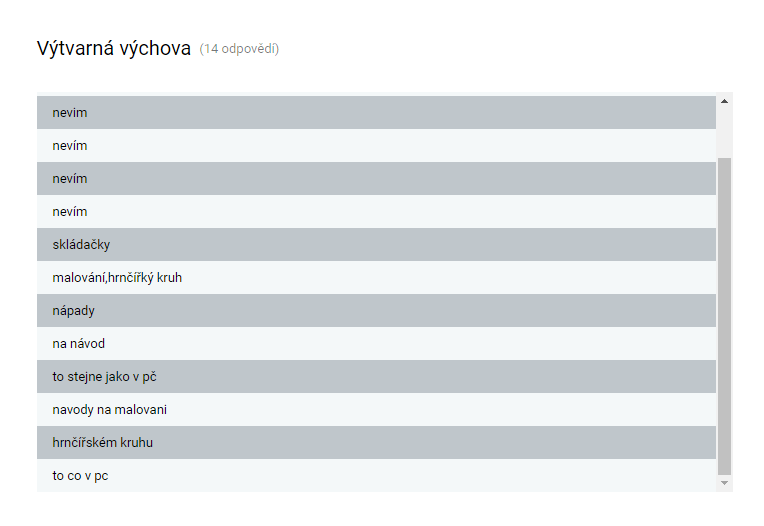 Výtvarná výchova (14 odpovědí)
nevim
nevím
nevím
nevím
skládačky
malování,hrnčířký kruh
nápady
na návod
to stejne jako v pč
navody na malovani
hrnčířském kruhu
to co v pc